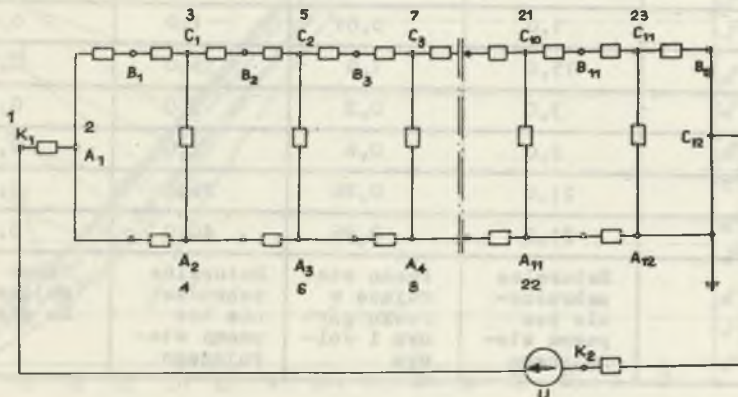 3 5 7 21 23
C₁ C₂ C₃ C₁₀ C₁₁
B₁ B₂ B₃ B₁₁
1
K₁
2
A₁
C₁₂
A₂ A₃ A₄ A₁₁ A₁₂
4 6 8 22
K₂
U